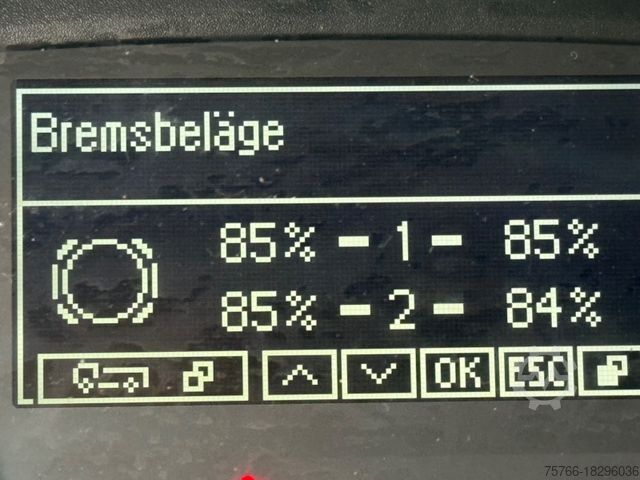 Bremsbeläge
85% - 1 - 85%
85% - 2 - 84%
OK ESC
75766-18296036